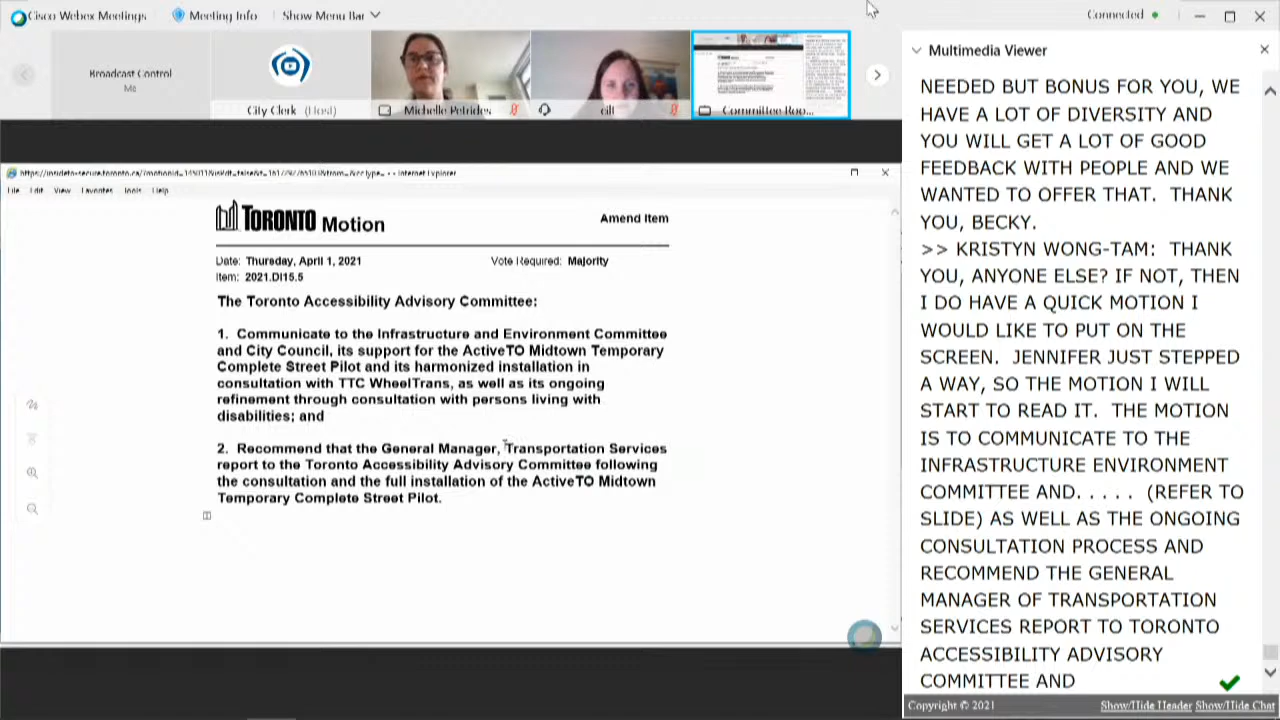 Cisco Webex Meetings
Meeting Info
Show Menu Bar
Connected
Broadcast Control
City Clerk (Host)
Michelle Petrides
Committee Roo...
File Edit View Favorites Tools Help
TORONTO Motion
Amend Item
Date: Thursday, April 1, 2021
Vote Required: Majority
Item: 2021.DI15.5
The Toronto Accessibility Advisory Committee:
1. Communicate to the Infrastructure and Environment Committee
and City Council, its support for the ActiveTO Midtown Temporary
Complete Street Pilot and its harmonized installation in
consultation with TTC WheelTrans, as well as its ongoing
refinement through consultation with persons living with
disabilities; and
2. Recommend that the General Manager, Transportation Services
report to the Toronto Accessibility Advisory Committee following
the consultation and the full installation of the ActiveTO Midtown
Temporary Complete Street Pilot.
Multimedia Viewer
NEEDED BUT BONUS FOR YOU, WE
HAVE A LOT OF DIVERSITY AND
YOU WILL GET A LOT OF GOOD
FEEDBACK WITH PEOPLE AND WE
WANTED TO OFFER THAT. THANK
YOU, BECKY.
>> KRISTYN WONG-TAM: THANK
YOU, ANYONE ELSE? IF NOT, THEN
I DO HAVE A QUICK MOTION I
WOULD LIKE TO PUT ON THE
SCREEN. JENNIFER JUST STEPPED
A WAY, SO THE MOTION I WILL
START TO READ IT. THE MOTION
IS TO COMMUNICATE TO THE
INFRASTRUCTURE ENVIRONMENT
COMMITTEE AND. . . . . (REFER TO
SLIDE) AS WELL AS THE ONGOING
CONSULTATION PROCESS AND
RECOMMEND THE GENERAL
MANAGER OF TRANSPORTATION
SERVICES REPORT TO TORONTO
ACCESSIBILITY ADVISORY
COMMITTEE AND
Copyright © 2021
Show/Hide Header Show/Hide Chat